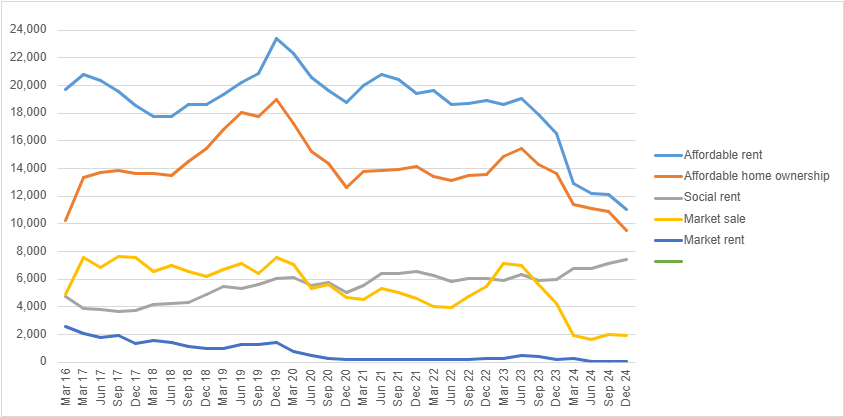 24,000
22,000
20,000
18,000
16,000
14,000
12,000
10,000
8,000
6,000
4,000
2,000
0
Mar 16
Mar 17
Jun 17
Sep 17
Dec 17
Mar 18
Jun 18
Sep 18
Dec 18
Mar 19
Jun 19
Sep 19
Dec 19
Mar 20
Jun 20
Sep 20
Dec 20
Mar 21
Jun 21
Sep 21
Dec 21
Mar 22
Jun 22
Sep 22
Dec 22
Mar 23
Jun 23
Sep 23
Dec 23
Mar 24
Jun 24
Sep 24
Dec 24
Affordable rent
Affordable home ownership
Social rent
Market sale
Market rent